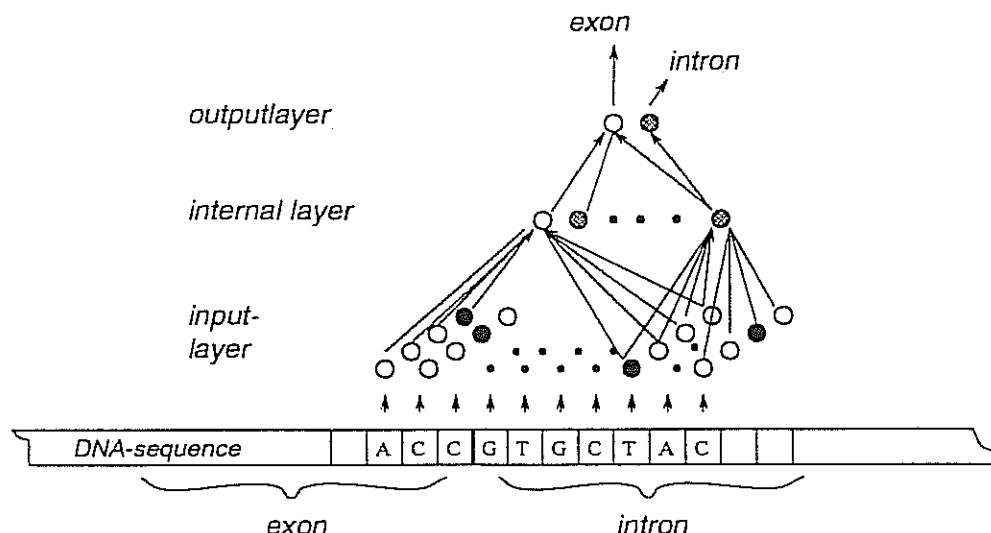 exon
intron
outputlayer
internal layer
input-
layer
DNA-sequence A C C G T G C T A C
exon intron